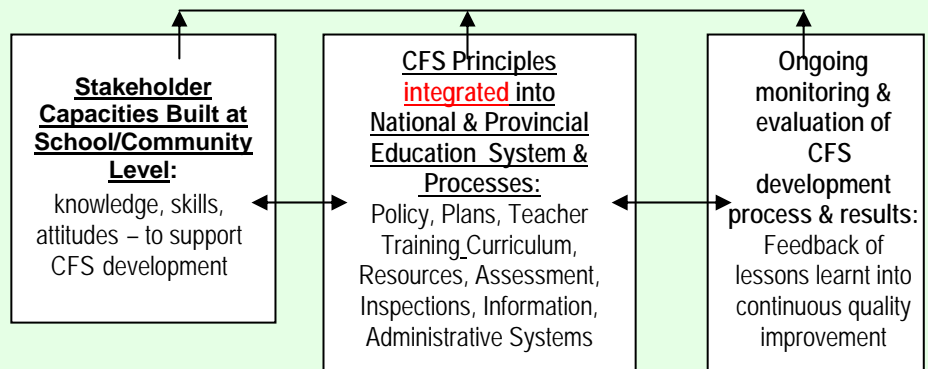 Stakeholder
Capacities Built at
School/Community
Level:
knowledge, skills,
attitudes – to support
CFS development
CFS Principles
integrated into
National & Provincial
Education System &
Processes:
Policy, Plans, Teacher
Training Curriculum,
Resources, Assessment,
Inspections, Information,
Administrative Systems
Ongoing
monitoring &
evaluation of
CFS
development
process & results:
Feedback of
lessons learnt into
continuous quality
improvement